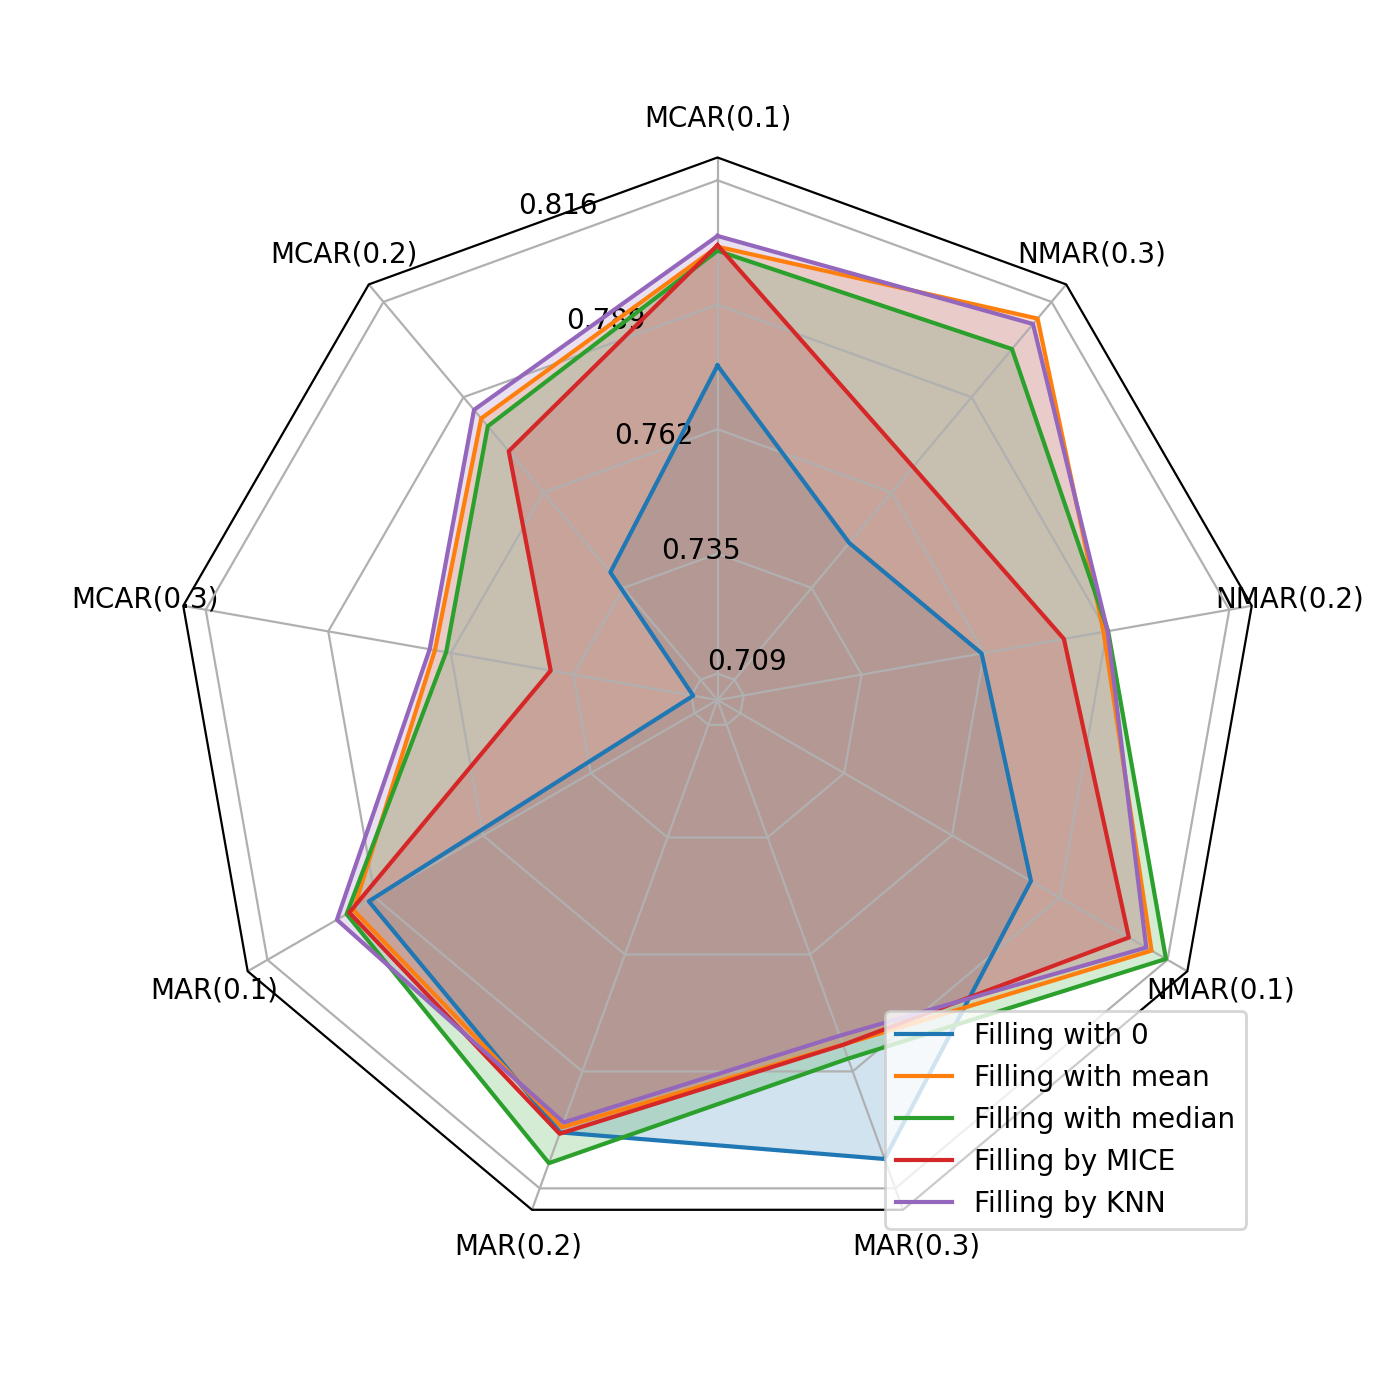 MCAR(0.1)
0.816
MCAR(0.2)
NMAR(0.3)
0.789
0.762
0.735
MCAR(0.3)
NMAR(0.2)
0.709
MAR(0.1)
NMAR(0.1)
Filling with 0
Filling with mean
Filling with median
Filling by MICE
Filling by KNN
MAR(0.2)
MAR(0.3)